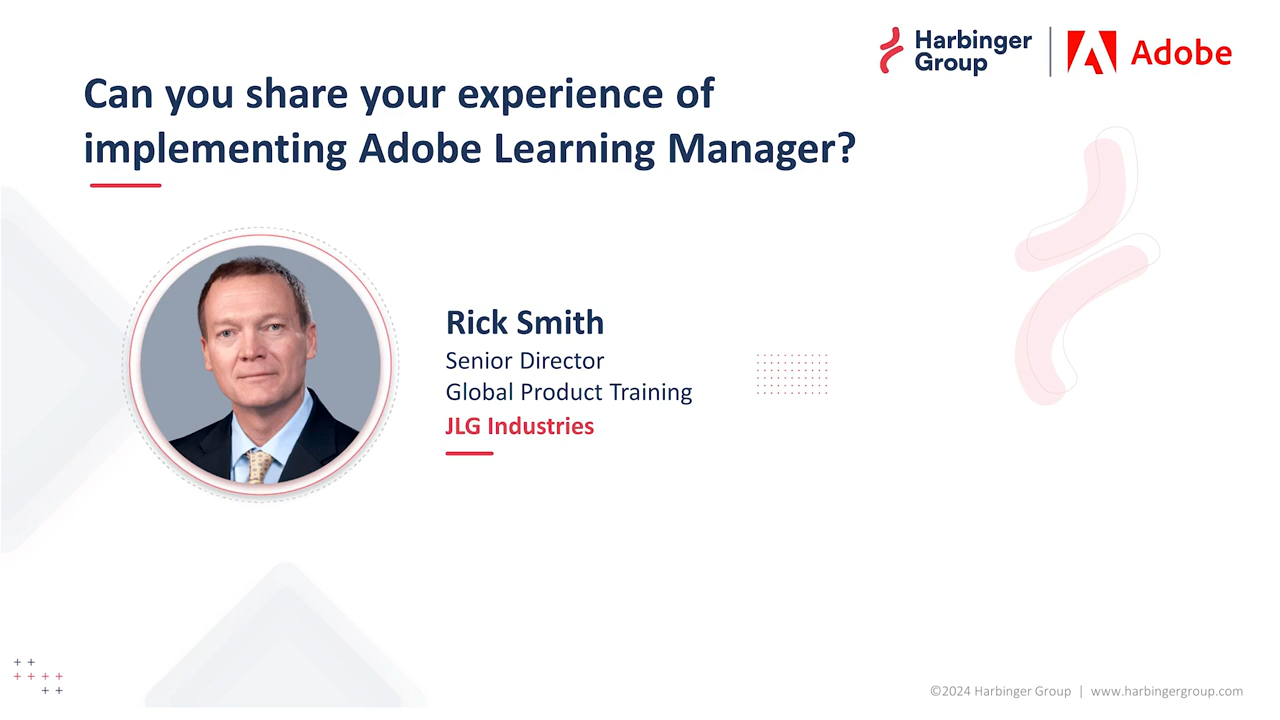 Harbinger
Group
Adobe
Can you share your experience of
implementing Adobe Learning Manager?
Rick Smith
Senior Director
Global Product Training
JLG Industries
©2024 Harbinger Group | www.harbingergroup.com